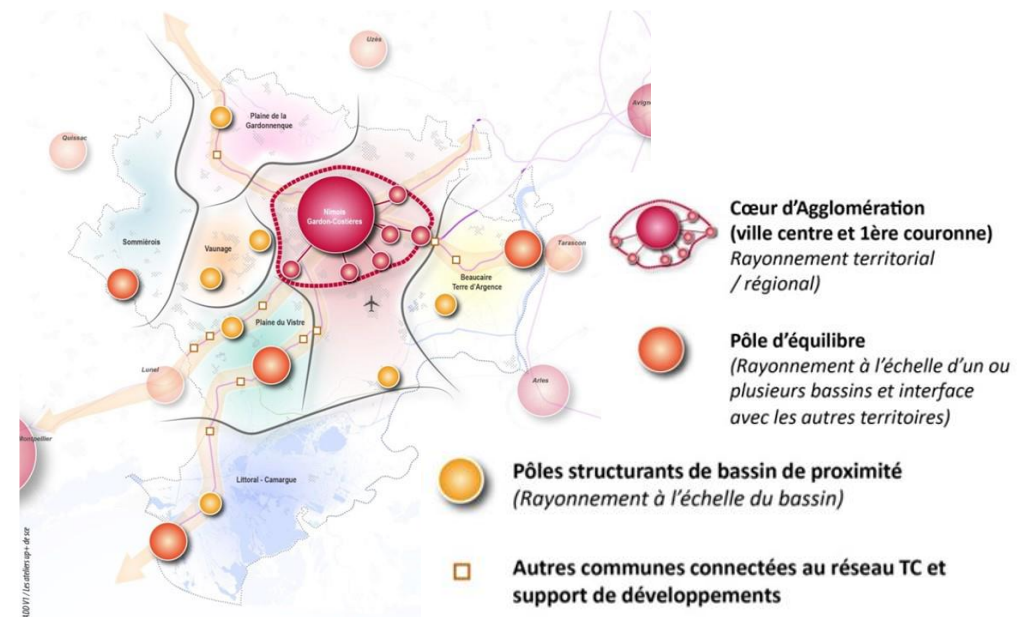 Uzès
Plaine de la
Gardonnenque
Quissac
Nîmois
Gardon-Costières
Sommièrois
Vaunage
Tarascon
Beaucaire
Terre d'Argence
Plaine du Vistre
Lunel
Arles
Montpellier
Littoral - Camargue
Cœur d'Agglomération
(ville centre et 1ère couronne)
Rayonnement territorial
/ régional)
Pôle d'équilibre
(Rayonnement à l'échelle d'un ou
plusieurs bassins et interface
avec les autres territoires)
Pôles structurants de bassin de proximité
(Rayonnement à l'échelle du bassin)
Autres communes connectées au réseau TC et
support de développements